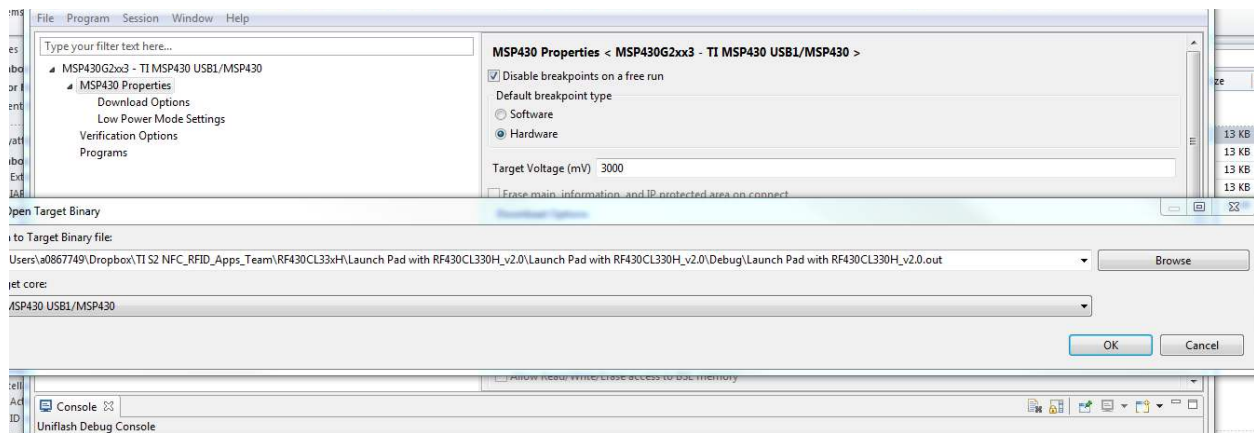 File Program Session Window Help
Type your filter text here...
MSP430G2xx3 - TI MSP430 USB1/MSP430
MSP430 Properties
Download Options
Low Power Mode Settings
Verification Options
Programs
MSP430 Properties < MSP430G2xx3 - TI MSP430 USB1/MSP430 >
Disable breakpoints on a free run
Default breakpoint type
Software
Hardware
Target Voltage (mV) 3000
Erase main, information, and IP protected area on connect
13 KB
13 KB
13 KB
13 KB
Open Target Binary
Download Options
to Target Binary file:
Users\a0867749\Dropbox\TI S2 NFC_RFID_Apps_Team\RF430CL33xH\Launch Pad with RF430CL330H_v2.0\Launch Pad with RF430CL330H_v2.0\Debug\Launch Pad with RF430CL330H_v2.0.out
Browse
get core:
MSP430 USB1/MSP430
OK
Cancel
Allow Read/Write/Erase access to BSL memory
Console
Uniflash Debug Console